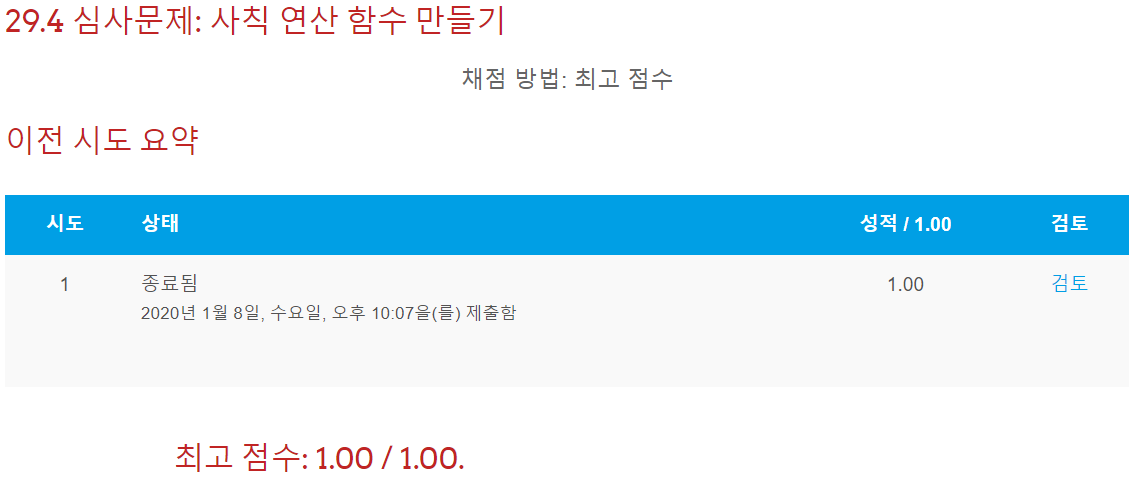 29.4 심사문제: 사칙 연산 함수 만들기
채점 방법: 최고 점수
이전 시도 요약
시도 상태 성적 / 1.00 검토
1 종료됨 1.00 검토
2020년 1월 8일, 수요일, 오후 10:07을(를) 제출함
최고 점수: 1.00 / 1.00.